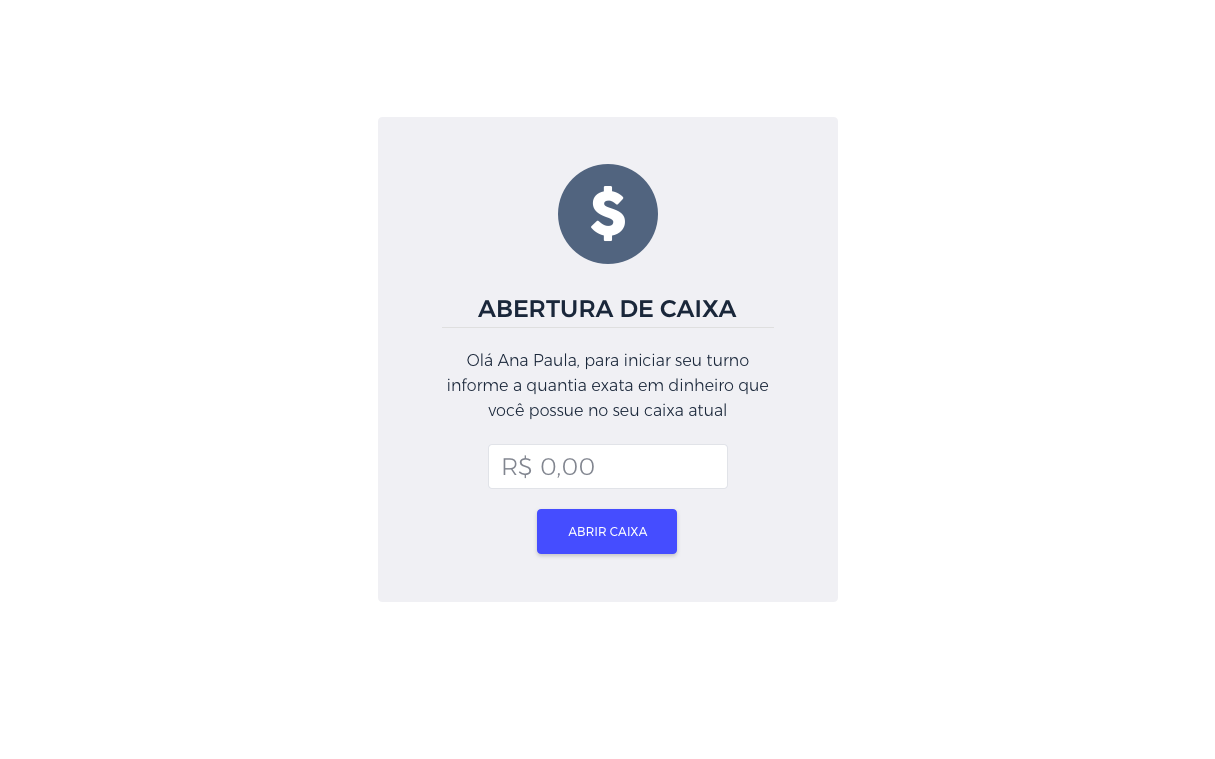 $
ABERTURA DE CAIXA
Olá Ana Paula, para iniciar seu turno
informe a quantia exata em dinheiro que
você possue no seu caixa atual
R$ 0,00
ABRIR CAIXA